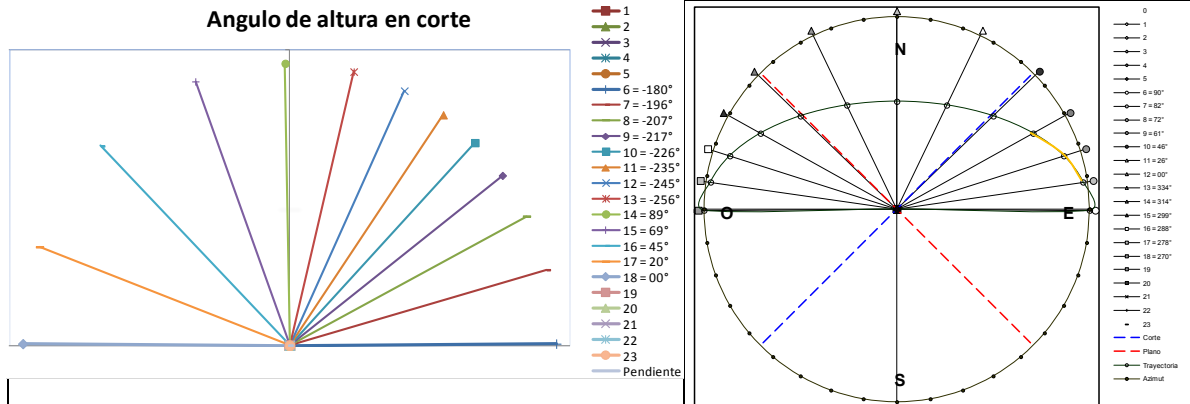 Angulo de altura en corte
1
2
3
4
5
6 = -180°
7 = -196°
8 = -207°
9 = -217°
10 = -226°
11 = -235°
12 = -245°
13 = -256°
14 = 89°
15 = 69°
16 = 45°
17 = 20°
18 = 00°
19
20
21
22
23
Pendiente
N
O
E
S
0
1
2
3
4
5
6 = 90°
7 = 82°
8 = 72°
9 = 61°
10 = 46°
11 = 26°
12 = 00°
13 = 334°
14 = 314°
15 = 299°
16 = 288°
17 = 278°
18 = 270°
19
20
21
22
23
Corte
Plano
Trayectoria
Azimut